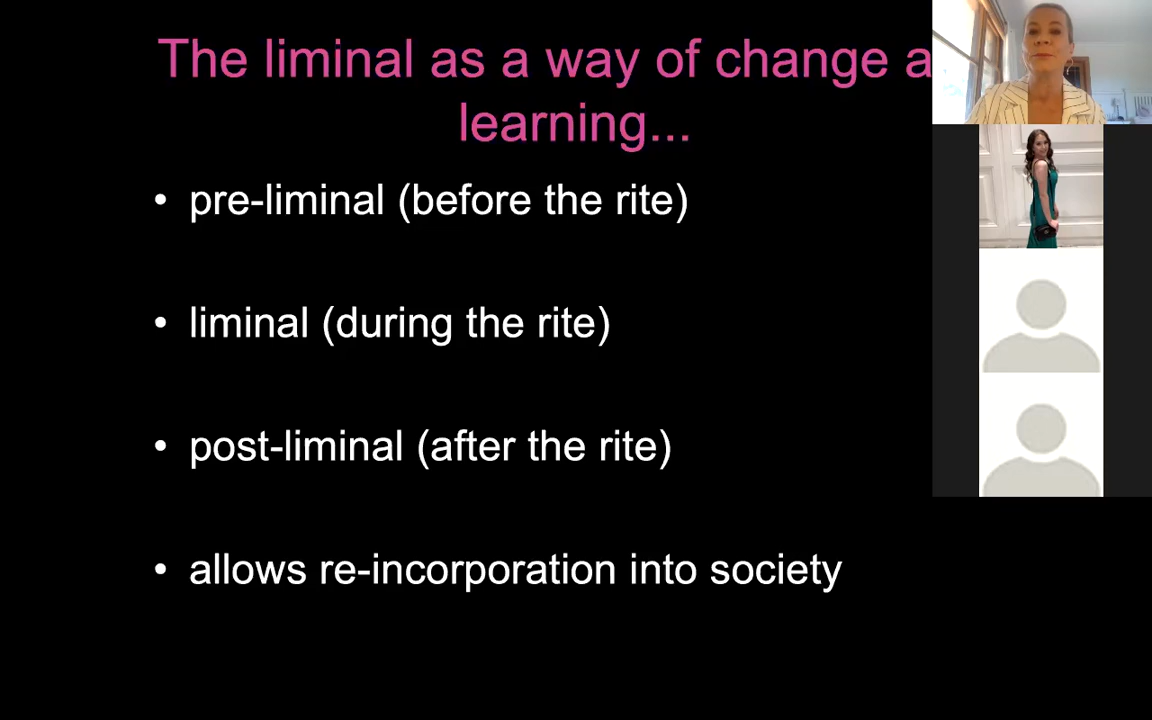 The liminal as a way of change a
learning...
• pre-liminal (before the rite)
• liminal (during the rite)
• post-liminal (after the rite)
• allows re-incorporation into society